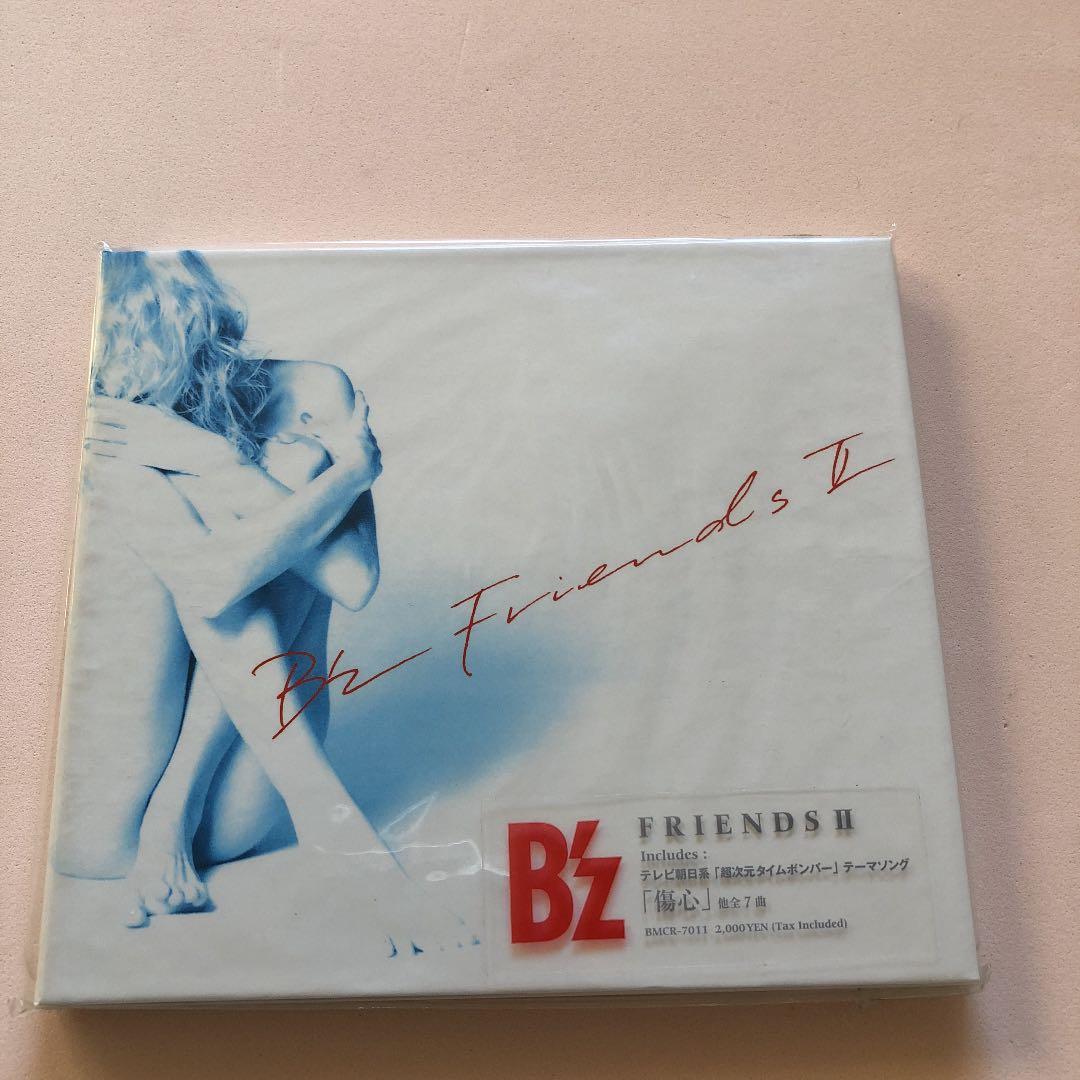 B'z Friends II
B'z
FRIENDS II
Includes :
テレビ朝日系「超次元タイムボンバー」テーマソング
「傷心」他全7曲
BMCR-7011 2,000YEN (Tax Included)